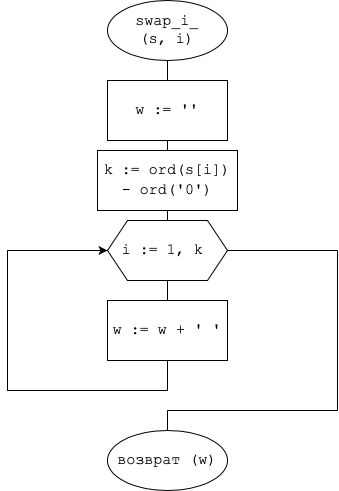 swap_i_
(s, i)
w := ''
k := ord(s[i])
- ord('0')
i := 1, k
w := w + ' '
возврат (w)